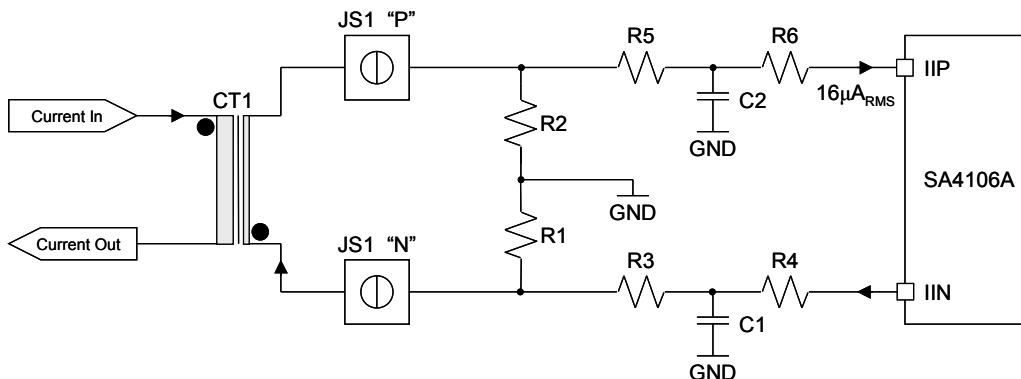 JS1 “P”
R5
R6
IIP
CT1
C2
16μARMS
Current In
R2
GND
SA4106A
GND
Current Out
JS1 “N”
R1
R3
R4
IIN
C1
GND